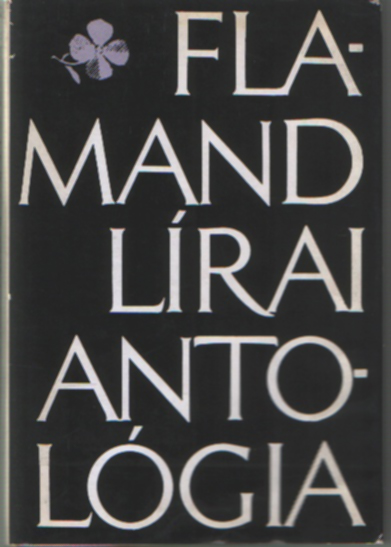 FLA-
MAND
LÍRAI
ANTO-
LÓGIA